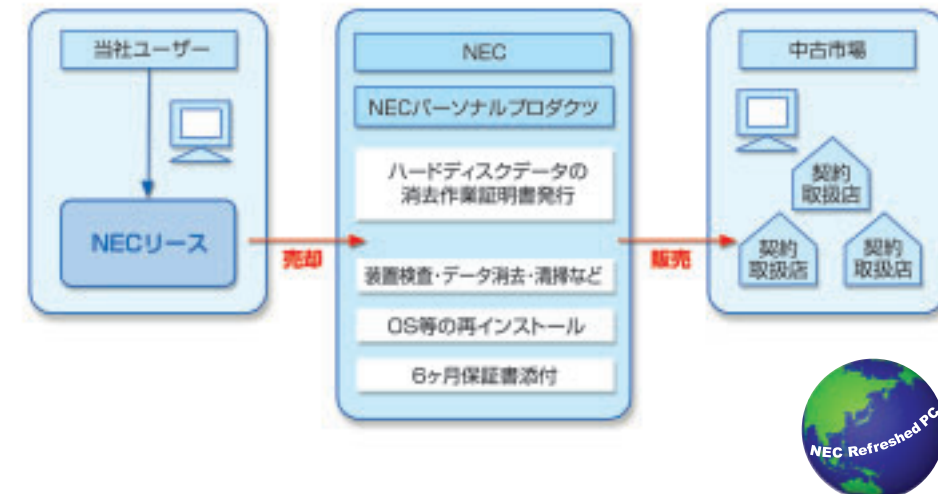 当社ユーザー
NECリース
売却
NEC
NECパーソナルプロダクツ
ハードディスクデータの
消去作業証明書発行
装置検査・データ消去・清掃など
OS等の再インストール
6ヶ月保証書添付
販売
中古市場
契約
取扱店
契約
取扱店
契約
取扱店
NEC Refreshed PC